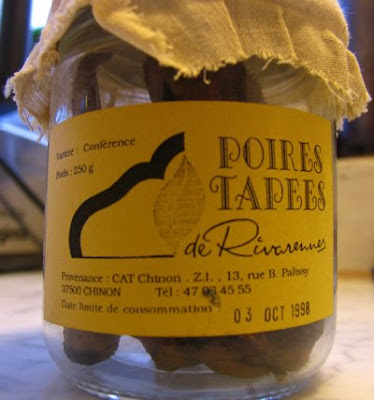 Variété : Conférence
Poids : 250 g
POIRES
TAPEES
de Rivarennes
Provenance : CAT Chinon . Z.I. . 13, rue B. Palissy
37500 CHINON Tél : 47 93 45 55
Date limite de consommation : 03 OCT 1998